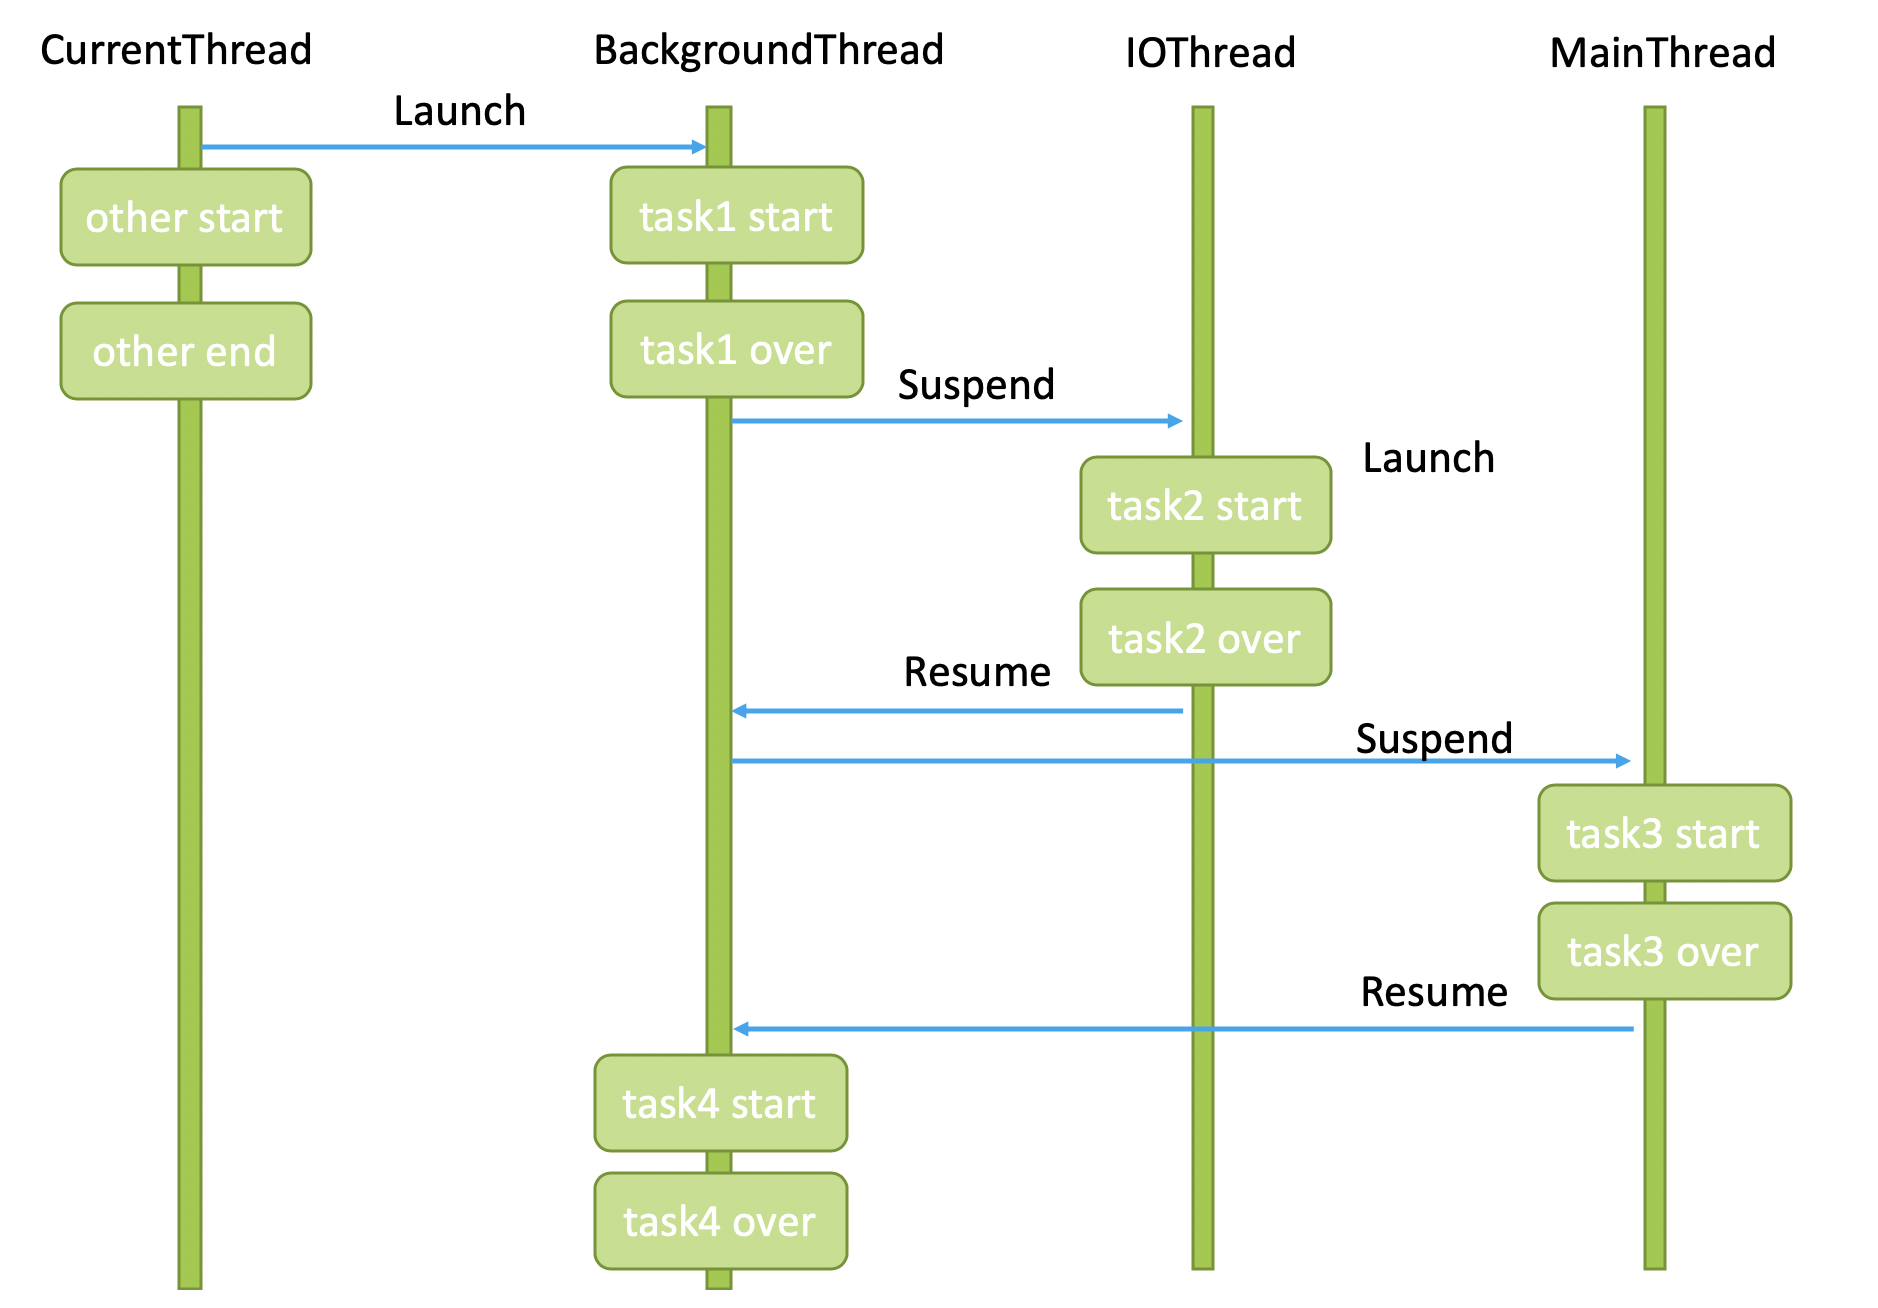 CurrentThread
BackgroundThread
IOThread
MainThread
Launch
other start
task1 start
other end
task1 over
Suspend
Launch
task2 start
task2 over
Resume
Suspend
task3 start
task3 over
Resume
task4 start
task4 over